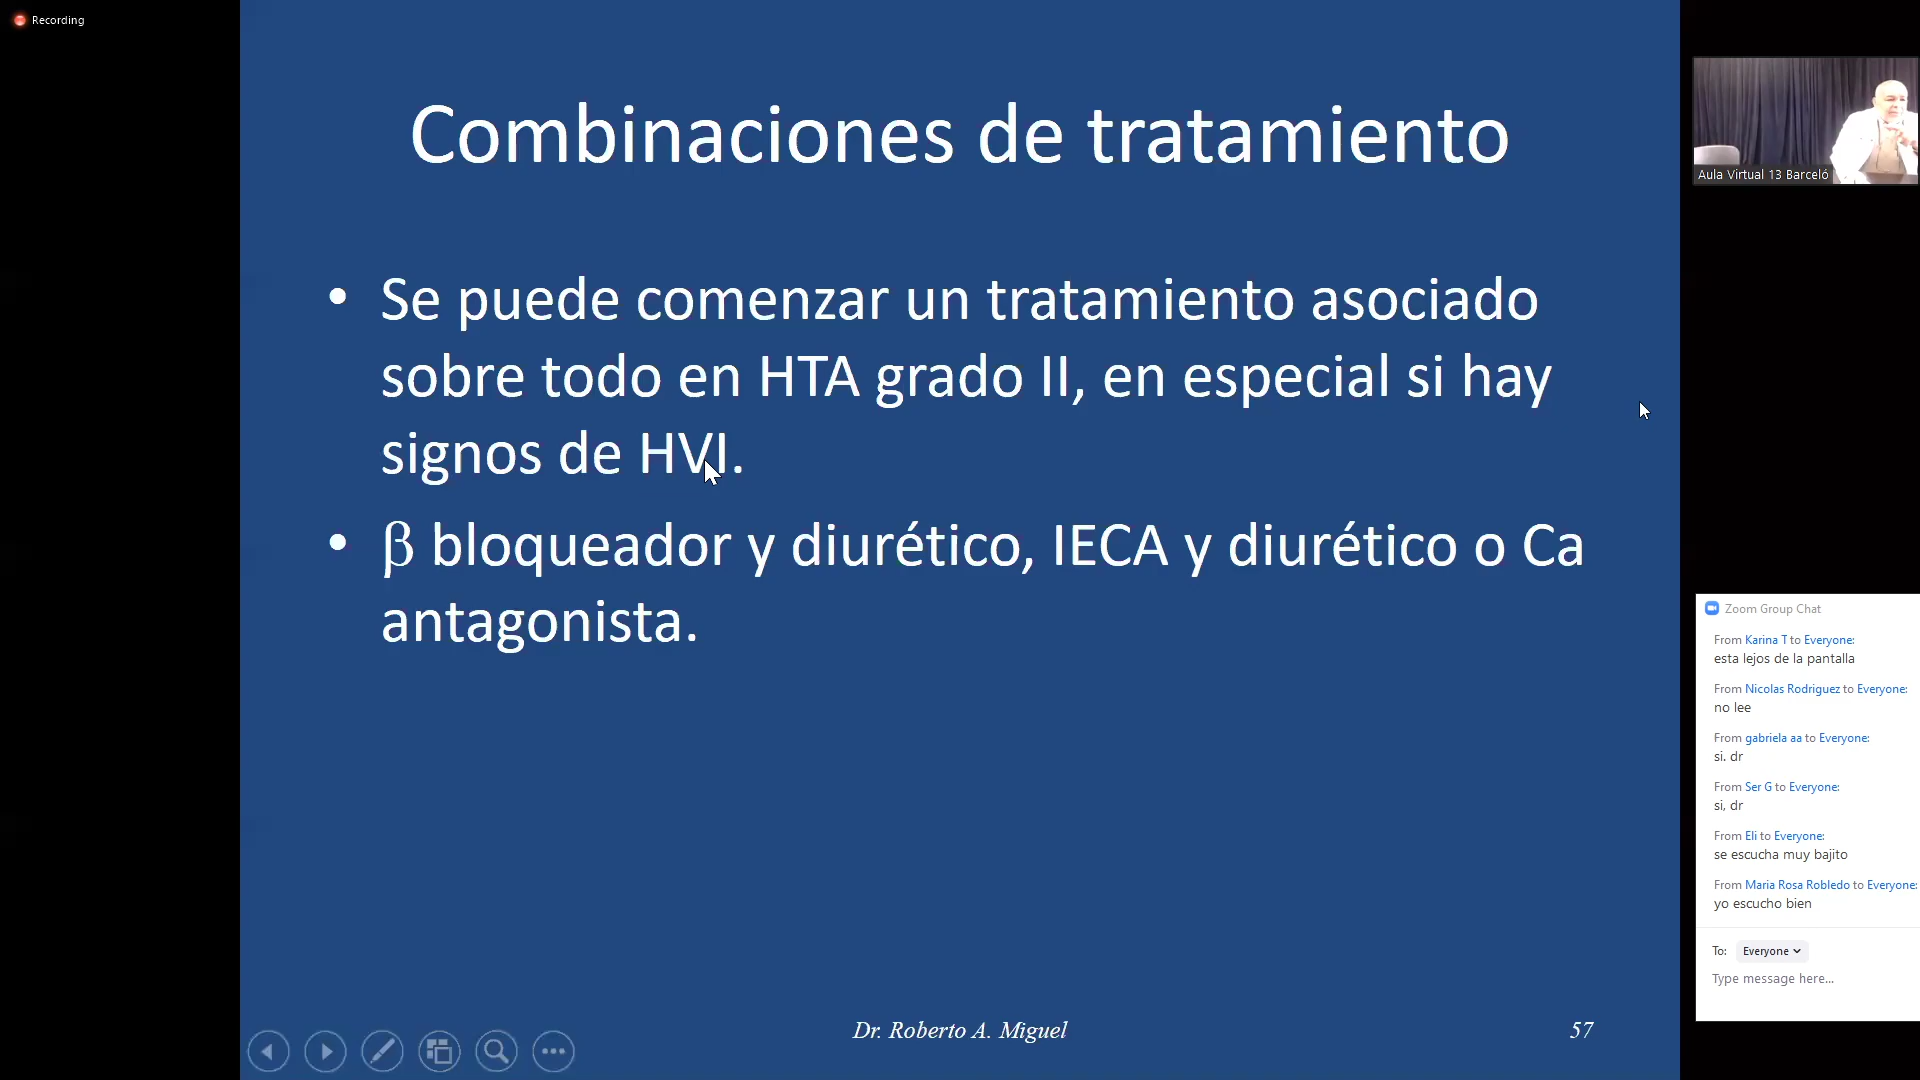 Recording
Combinaciones de tratamiento
• Se puede comenzar un tratamiento asociado
sobre todo en HTA grado II, en especial si hay
signos de HVI.
• β bloqueador y diurético, IECA y diurético o Ca
antagonista.
Dr. Roberto A. Miguel
57
Aula Virtual 13 Barceló
Zoom Group Chat
From Karina T to Everyone:
esta lejos de la pantalla
From Nicolas Rodriguez to Everyone:
no lee
From gabriela aa to Everyone:
si. dr
From Ser G to Everyone:
si, dr
From Eli to Everyone:
se escucha muy bajito
From Maria Rosa Robledo to Everyone:
yo escucho bien
To: Everyone
Type message here...